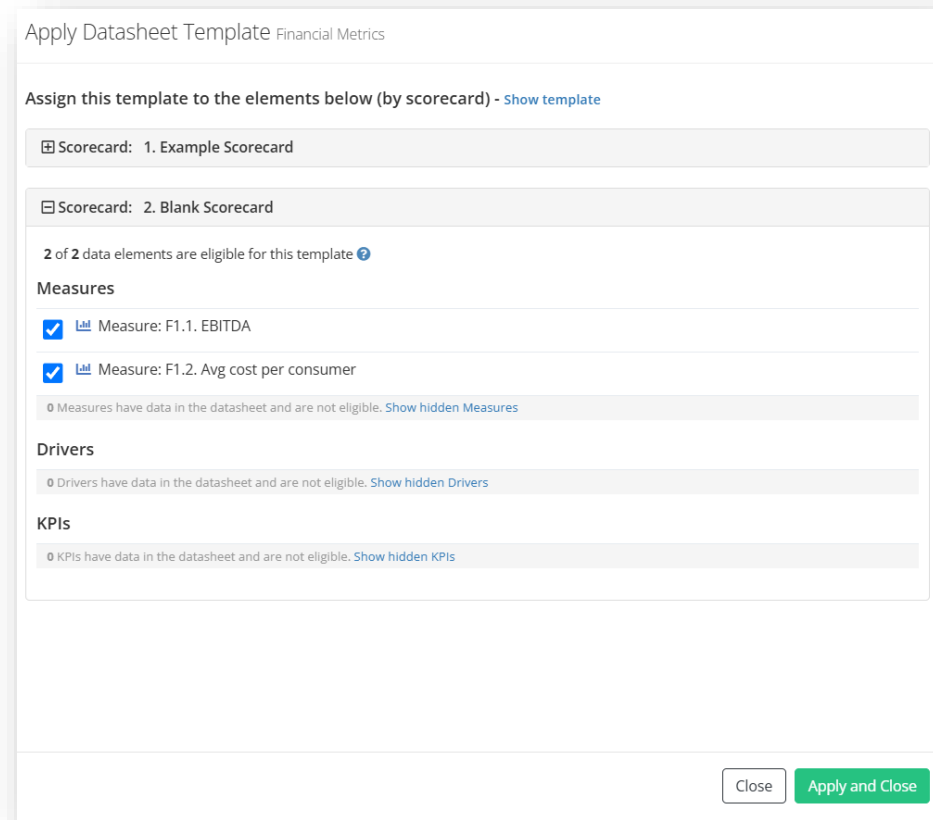 Apply Datasheet Template Financial Metrics
Assign this template to the elements below (by scorecard) - Show template
Scorecard: 1. Example Scorecard
Scorecard: 2. Blank Scorecard
2 of 2 data elements are eligible for this template ?
Measures
Measure: F1.1. EBITDA
Measure: F1.2. Avg cost per consumer
0 Measures have data in the datasheet and are not eligible. Show hidden Measures
Drivers
0 Drivers have data in the datasheet and are not eligible. Show hidden Drivers
KPIs
0 KPIs have data in the datasheet and are not eligible. Show hidden KPIs
Close Apply and Close